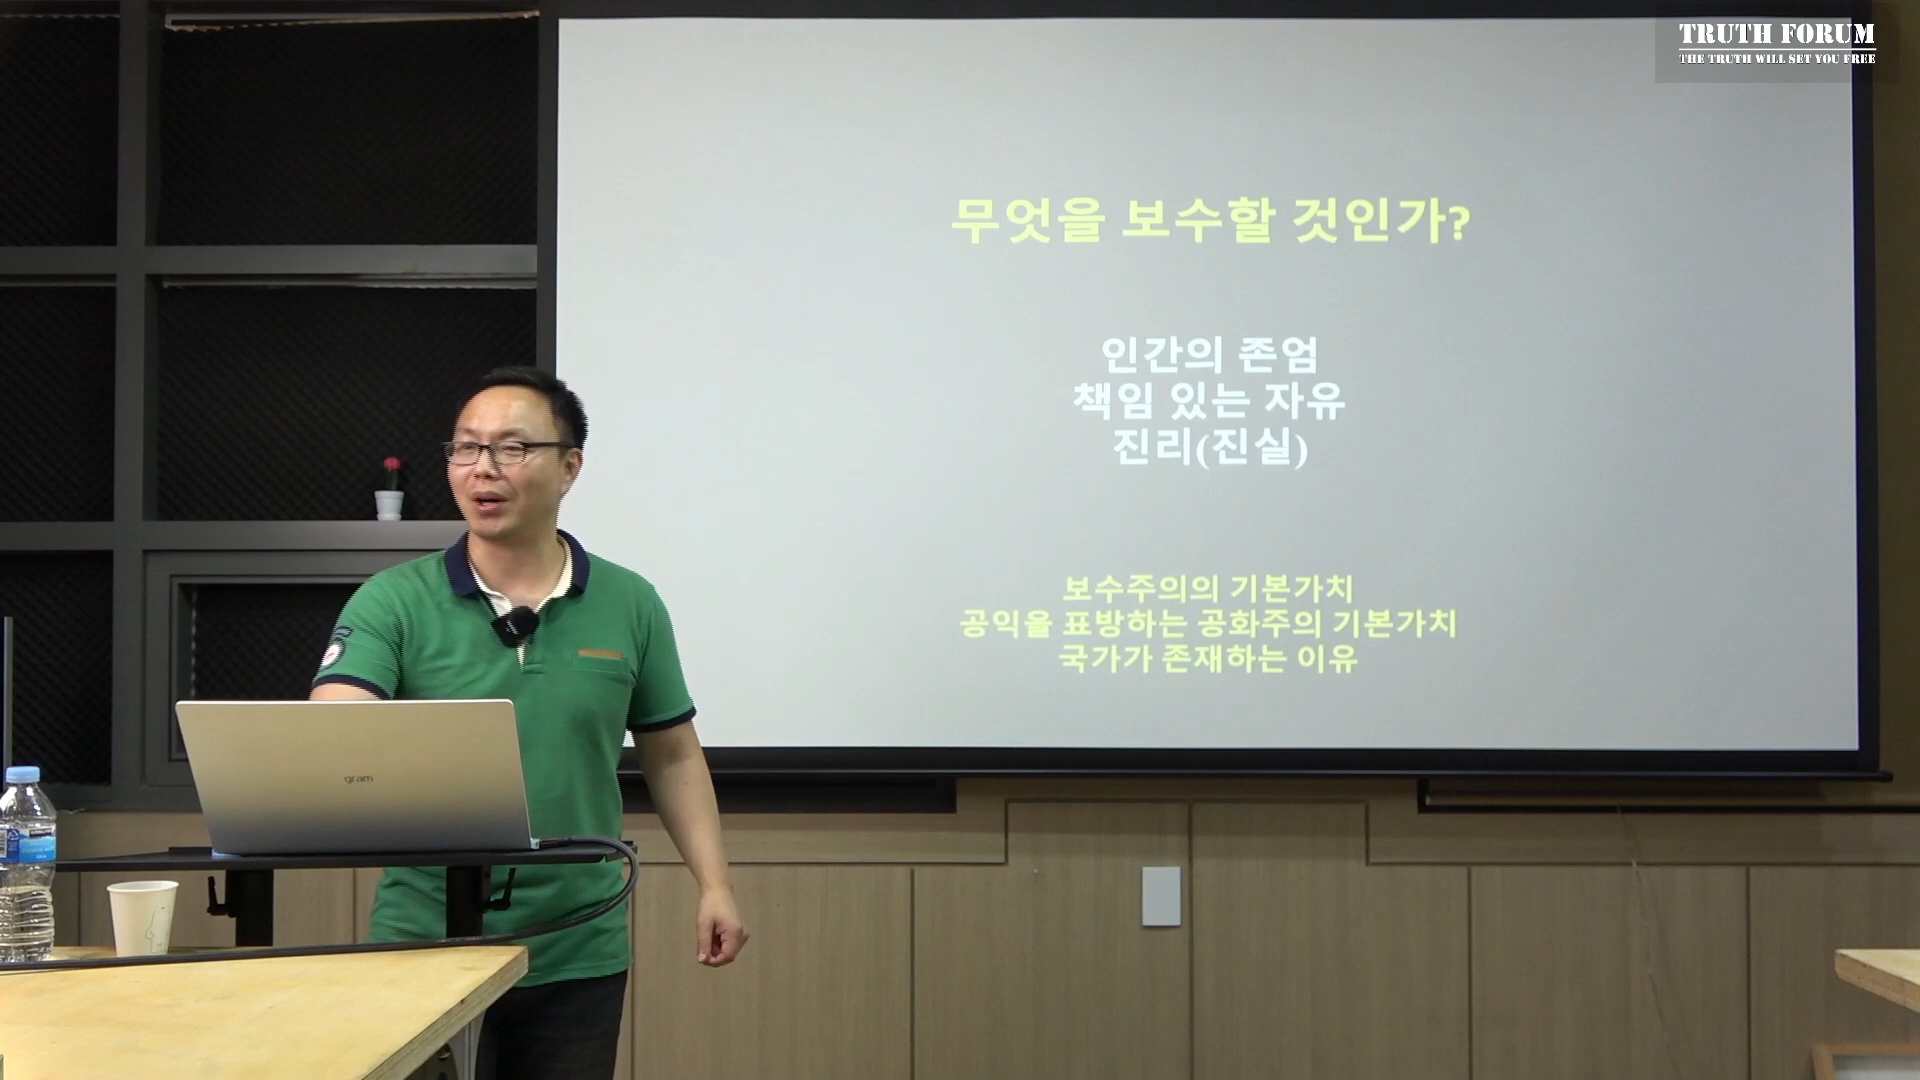 TRUTH FORUM
THE TRUTH WILL SET YOU FREE
무엇을 보수할 것인가?
인간의 존엄
책임 있는 자유
진리(진실)
보수주의의 기본가치
공익을 표방하는 공화주의 기본가치
국가가 존재하는 이유
gram